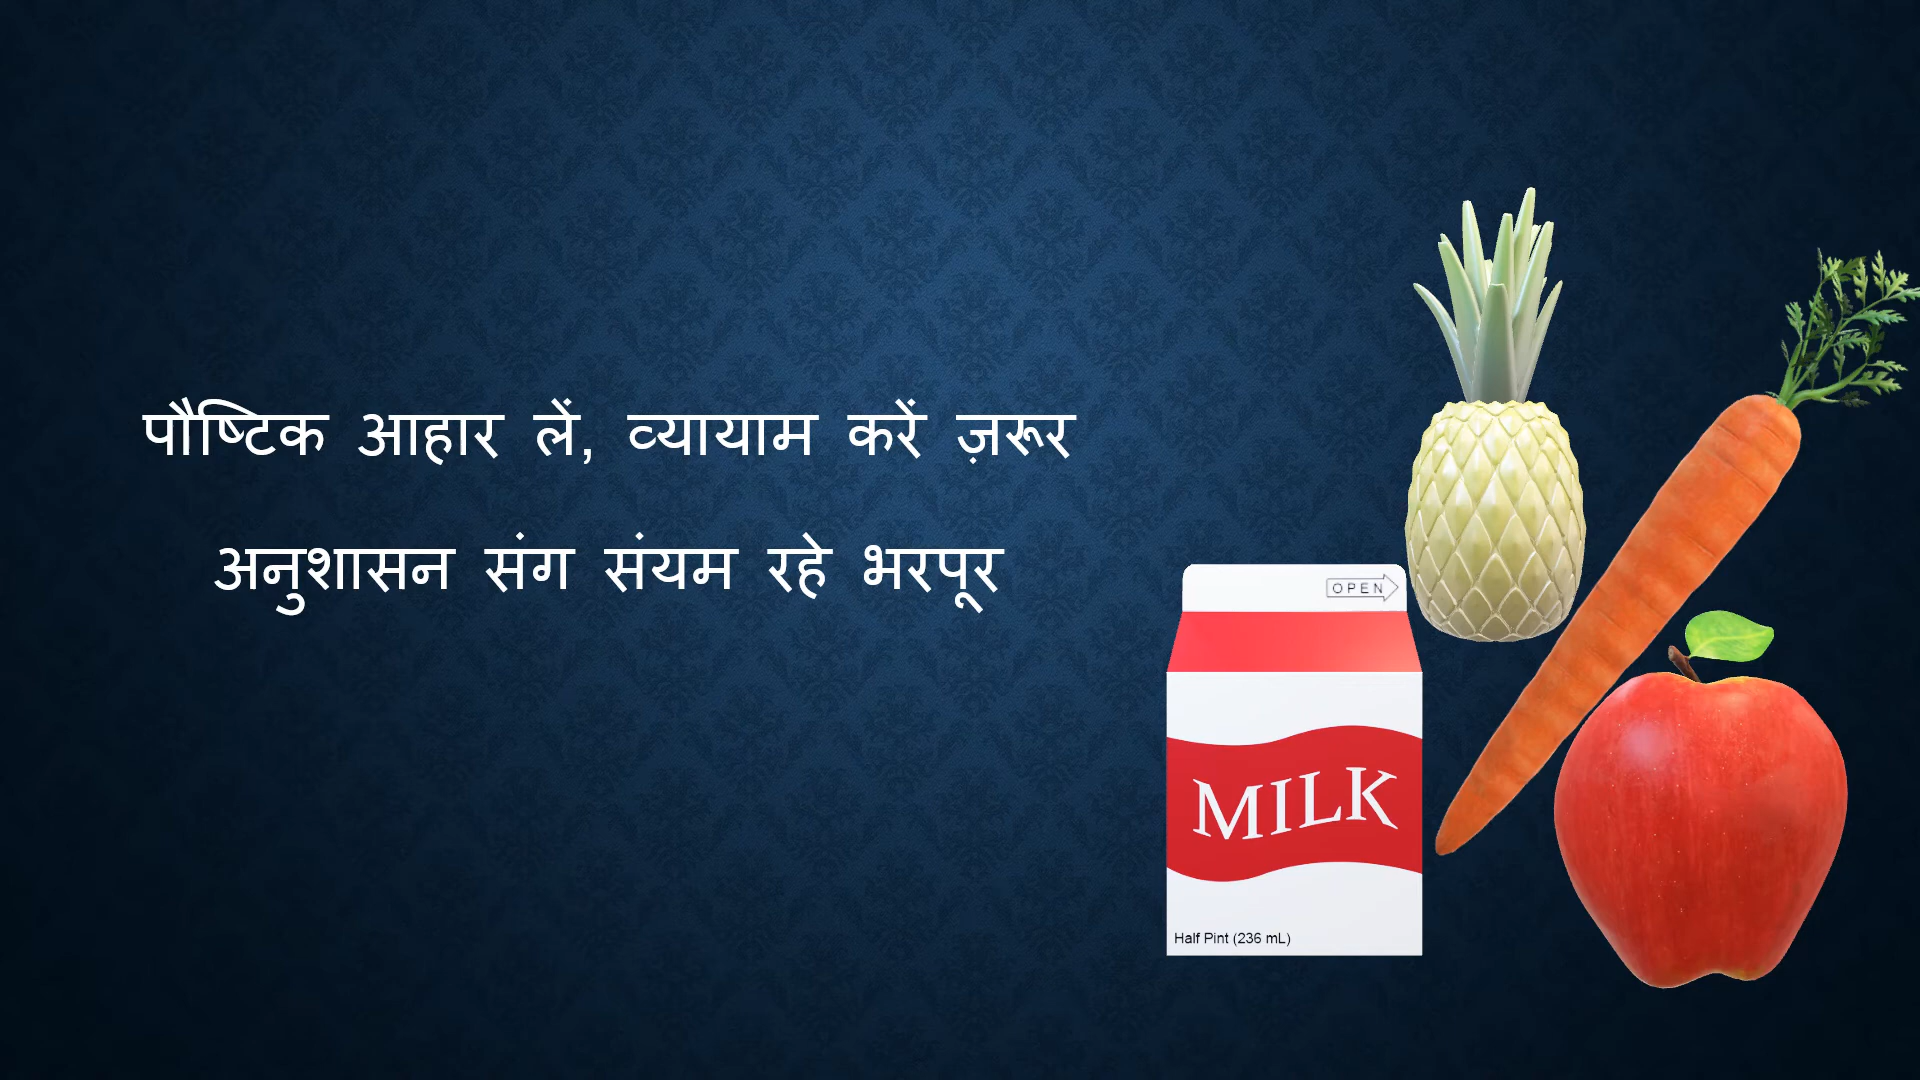 पौष्टिक आहार लें, व्यायाम करें ज़रूर
अनुशासन संग संयम रहे भरपूर
OPEN
MILK
Half Pint (236 mL)